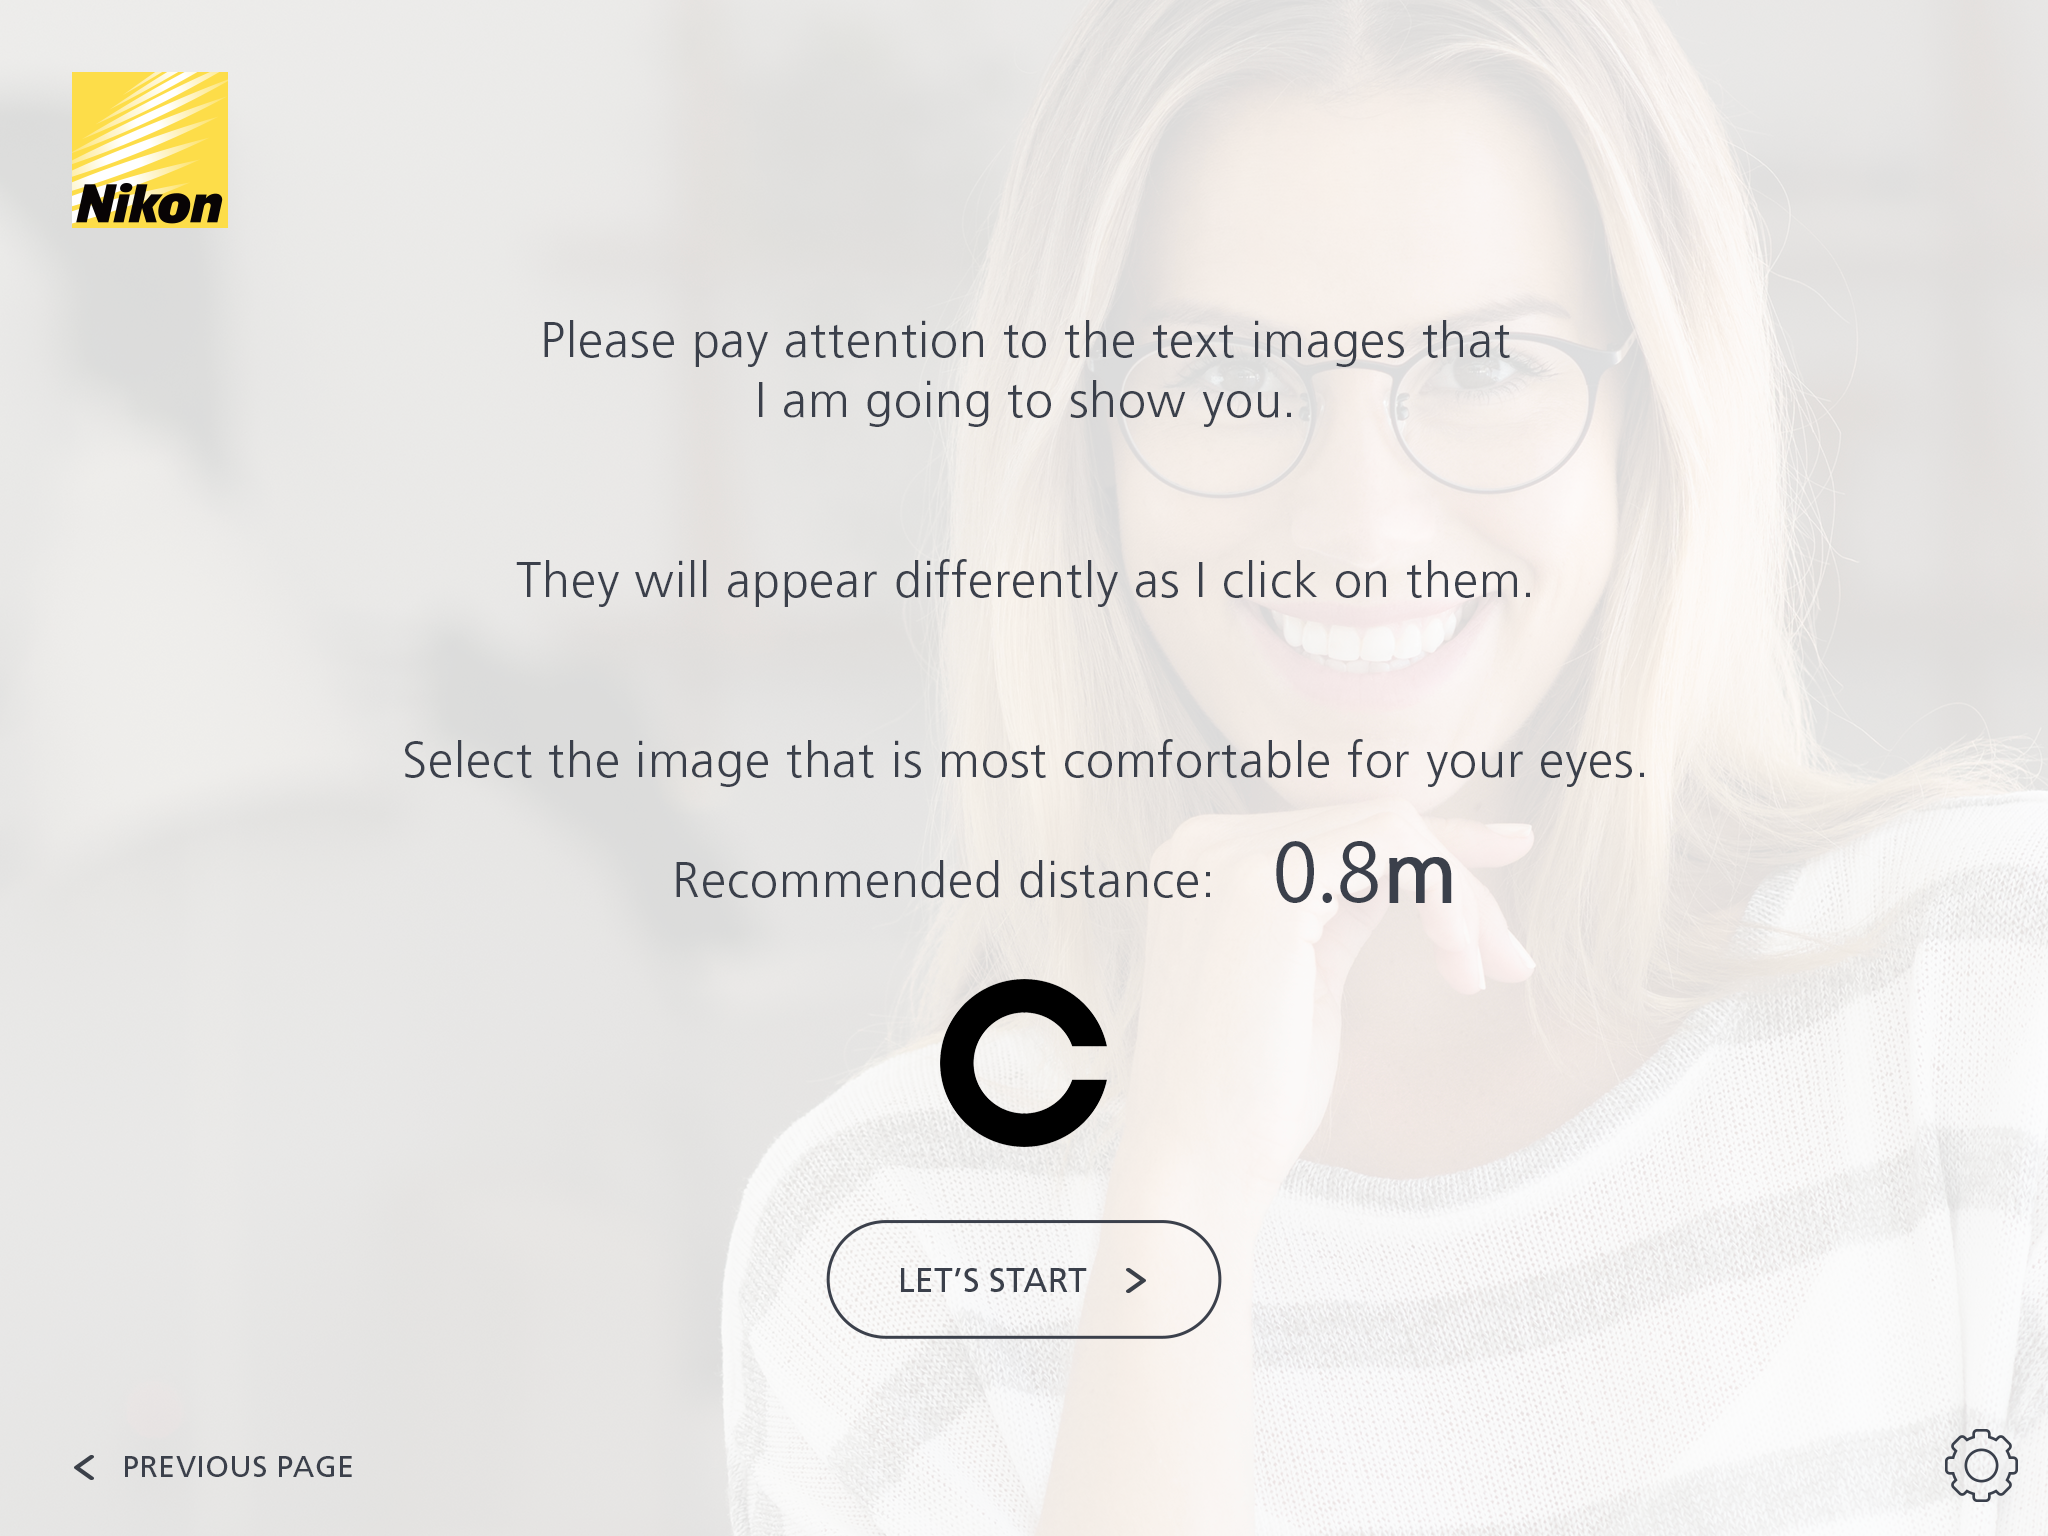 Nikon
Please pay attention to the text images that
I am going to show you.
They will appear differently as I click on them.
Select the image that is most comfortable for your eyes.
Recommended distance: 0.8m
LET’S START >
< PREVIOUS PAGE